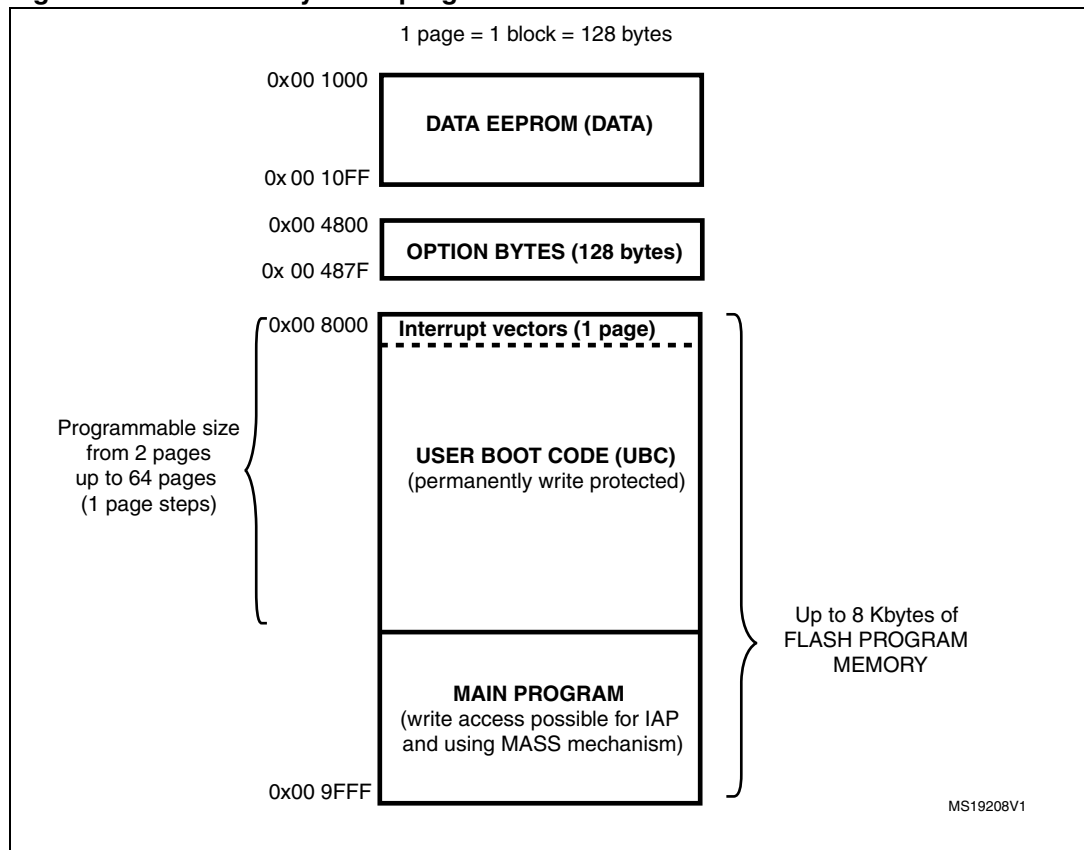 1 page = 1 block = 128 bytes
0x00 1000
DATA EEPROM (DATA)
0x 00 10FF
0x00 4800
OPTION BYTES (128 bytes)
0x 00 487F
0x00 8000
Interrupt vectors (1 page)
Programmable size
from 2 pages
up to 64 pages
(1 page steps)
USER BOOT CODE (UBC)
(permanently write protected)
Up to 8 Kbytes of
FLASH PROGRAM
MEMORY
MAIN PROGRAM
(write access possible for IAP
and using MASS mechanism)
0x00 9FFF
MS19208V1